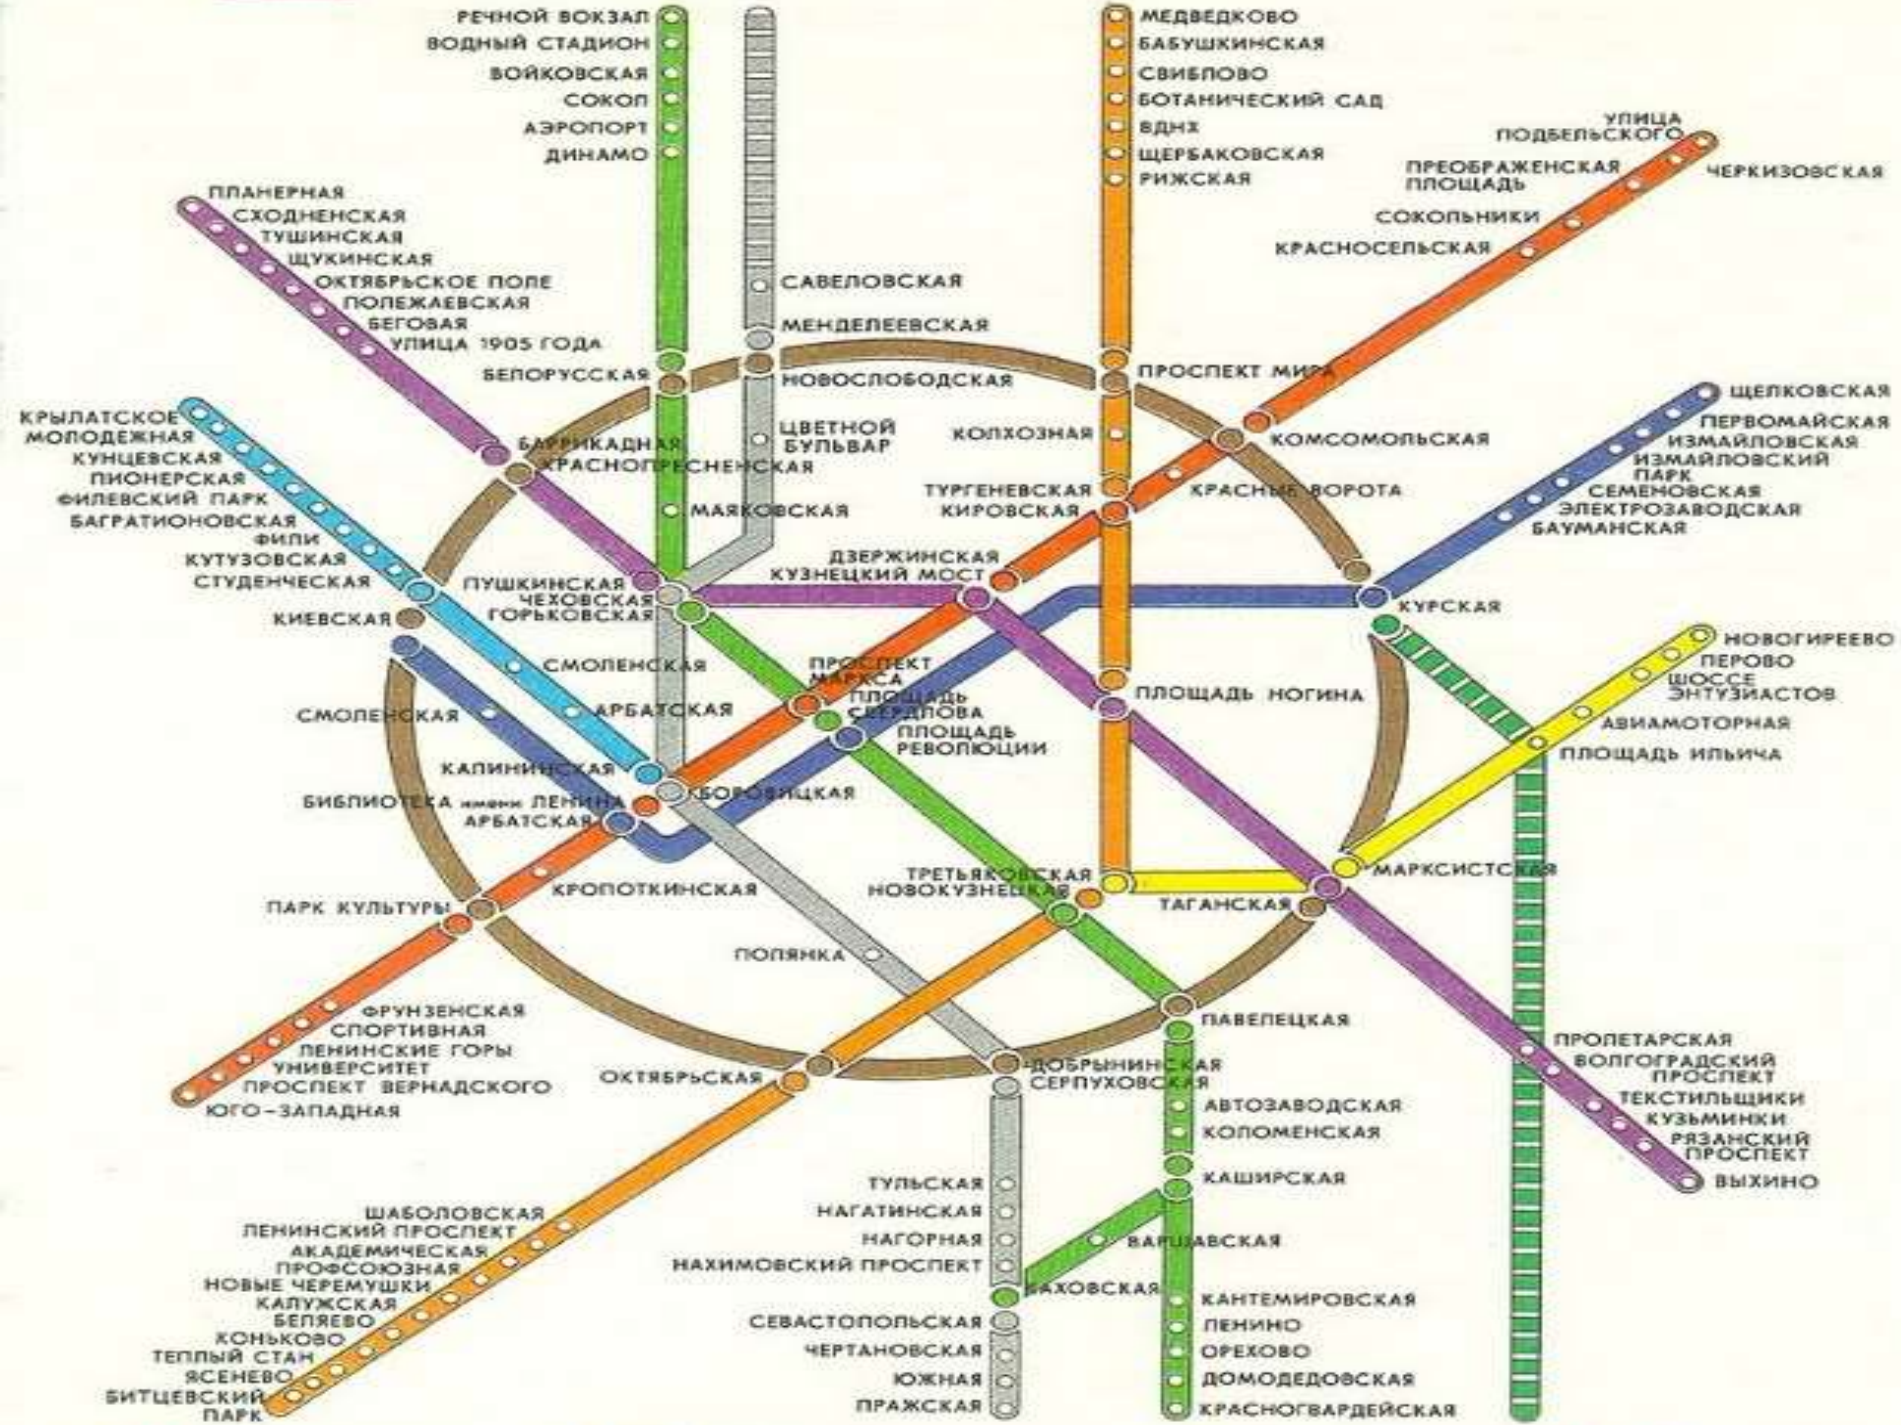 РЕЧНОЙ ВОКЗАЛ
ВОДНЫЙ СТАДИОН
ВОЙКОВСКАЯ
СОКОЛ
АЭРОПОРТ
ДИНАМО
БЕЛОРУССКАЯ
МАЯКОВСКАЯ
САВЕЛОВСКАЯ
МЕНДЕЛЕЕВСКАЯ
НОВОСЛОБОДСКАЯ
ЦВЕТНОЙ
БУЛЬВАР
МЕДВЕДКОВО
БАБУШКИНСКАЯ
СВИБЛОВО
БОТАНИЧЕСКИЙ САД
ВДНХ
ЩЕРБАКОВСКАЯ
РИЖСКАЯ
ПРОСПЕКТ МИРА
КОЛХОЗНАЯ
ТУРГЕНЕВСКАЯ
КИРОВСКАЯ
УЛИЦА
ПОДБЕЛЬСКОГО
ЧЕРКИЗОВСКАЯ
ПРЕОБРАЖЕНСКАЯ
ПЛОЩАДЬ
СОКОЛЬНИКИ
КРАСНОСЕЛЬСКАЯ
КОМСОМОЛЬСКАЯ
КРАСНЫЕ ВОРОТА
ПЛАНЕРНАЯ
СХОДНЕНСКАЯ
ТУШИНСКАЯ
ЩУКИНСКАЯ
ОКТЯБРЬСКОЕ ПОЛЕ
ПОЛЕЖАЕВСКАЯ
БЕГОВАЯ
УЛИЦА 1905 ГОДА
БАРРИКАДНАЯ
КРАСНОПРЕСНЕНСКАЯ
КРЫЛАТСКОЕ
МОЛОДЕЖНАЯ
КУНЦЕВСКАЯ
ПИОНЕРСКАЯ
ФИЛЕВСКИЙ ПАРК
БАГРАТИОНОВСКАЯ
ФИЛИ
КУТУЗОВСКАЯ
СТУДЕНЧЕСКАЯ
КИЕВСКАЯ
СМОЛЕНСКАЯ
АРБАТСКАЯ
СМОЛЕНСКАЯ
КАЛИНИНСКАЯ
БИБЛИОТЕКА имени ЛЕНИНА
АРБАТСКАЯ
БОРОВИЦКАЯ
ПУШКИНСКАЯ
ЧЕХОВСКАЯ
ГОРЬКОВСКАЯ
ДЗЕРЖИНСКАЯ
КУЗНЕЦКИЙ МОСТ
ПРОСПЕКТ
МАРКСА
ПЛОЩАДЬ
СВЕРДЛОВА
ПЛОЩАДЬ
РЕВОЛЮЦИИ
ЩЕЛКОВСКАЯ
ПЕРВОМАЙСКАЯ
ИЗМАЙЛОВСКАЯ
ИЗМАЙЛОВСКИЙ
ПАРК
СЕМЕНОВСКАЯ
ЭЛЕКТРОЗАВОДСКАЯ
БАУМАНСКАЯ
КУРСКАЯ
НОВОГИРЕЕВО
ПЕРОВО
ШОССЕ
ЭНТУЗИАСТОВ
АВИАМОТОРНАЯ
ПЛОЩАДЬ ИЛЬИЧА
ПЛОЩАДЬ НОГИНА
МАРКСИСТСКАЯ
ТАГАНСКАЯ
ТРЕТЬЯКОВСКАЯ
НОВОКУЗНЕЦКАЯ
КРОПОТКИНСКАЯ
ПАРК КУЛЬТУРЫ
ФРУНЗЕНСКАЯ
СПОРТИВНАЯ
ЛЕНИНСКИЕ ГОРЫ
УНИВЕРСИТЕТ
ПРОСПЕКТ ВЕРНАДСКОГО
ЮГО-ЗАПАДНАЯ
ПОЛЯНКА
ОКТЯБРЬСКАЯ
ДОБРЫНИНСКАЯ
СЕРПУХОВСКАЯ
ПАВЕЛЕЦКАЯ
АВТОЗАВОДСКАЯ
КОЛОМЕНСКАЯ
КАШИРСКАЯ
ВАРШАВСКАЯ
КАХОВСКАЯ
КАНТЕМИРОВСКАЯ
ЛЕНИНО
ОРЕХОВО
ДОМОДЕДОВСКАЯ
КРАСНОГВАРДЕЙСКАЯ
ТУЛЬСКАЯ
НАГАТИНСКАЯ
НАГОРНАЯ
НАХИМОВСКИЙ ПРОСПЕКТ
СЕВАСТОПОЛЬСКАЯ
ЧЕРТАНОВСКАЯ
ЮЖНАЯ
ПРАЖСКАЯ
ШАБОЛОВСКАЯ
ЛЕНИНСКИЙ ПРОСПЕКТ
АКАДЕМИЧЕСКАЯ
ПРОФСОЮЗНАЯ
НОВЫЕ ЧЕРЕМУШКИ
КАЛУЖСКАЯ
БЕЛЯЕВО
КОНЬКОВО
ТЕПЛЫЙ СТАН
ЯСЕНЕВО
БИТЦЕВСКИЙ
ПАРК
ПРОЛЕТАРСКАЯ
ВОЛГОГРАДСКИЙ
ПРОСПЕКТ
ТЕКСТИЛЬЩИКИ
КУЗЬМИНКИ
РЯЗАНСКИЙ
ПРОСПЕКТ
ВЫХИНО